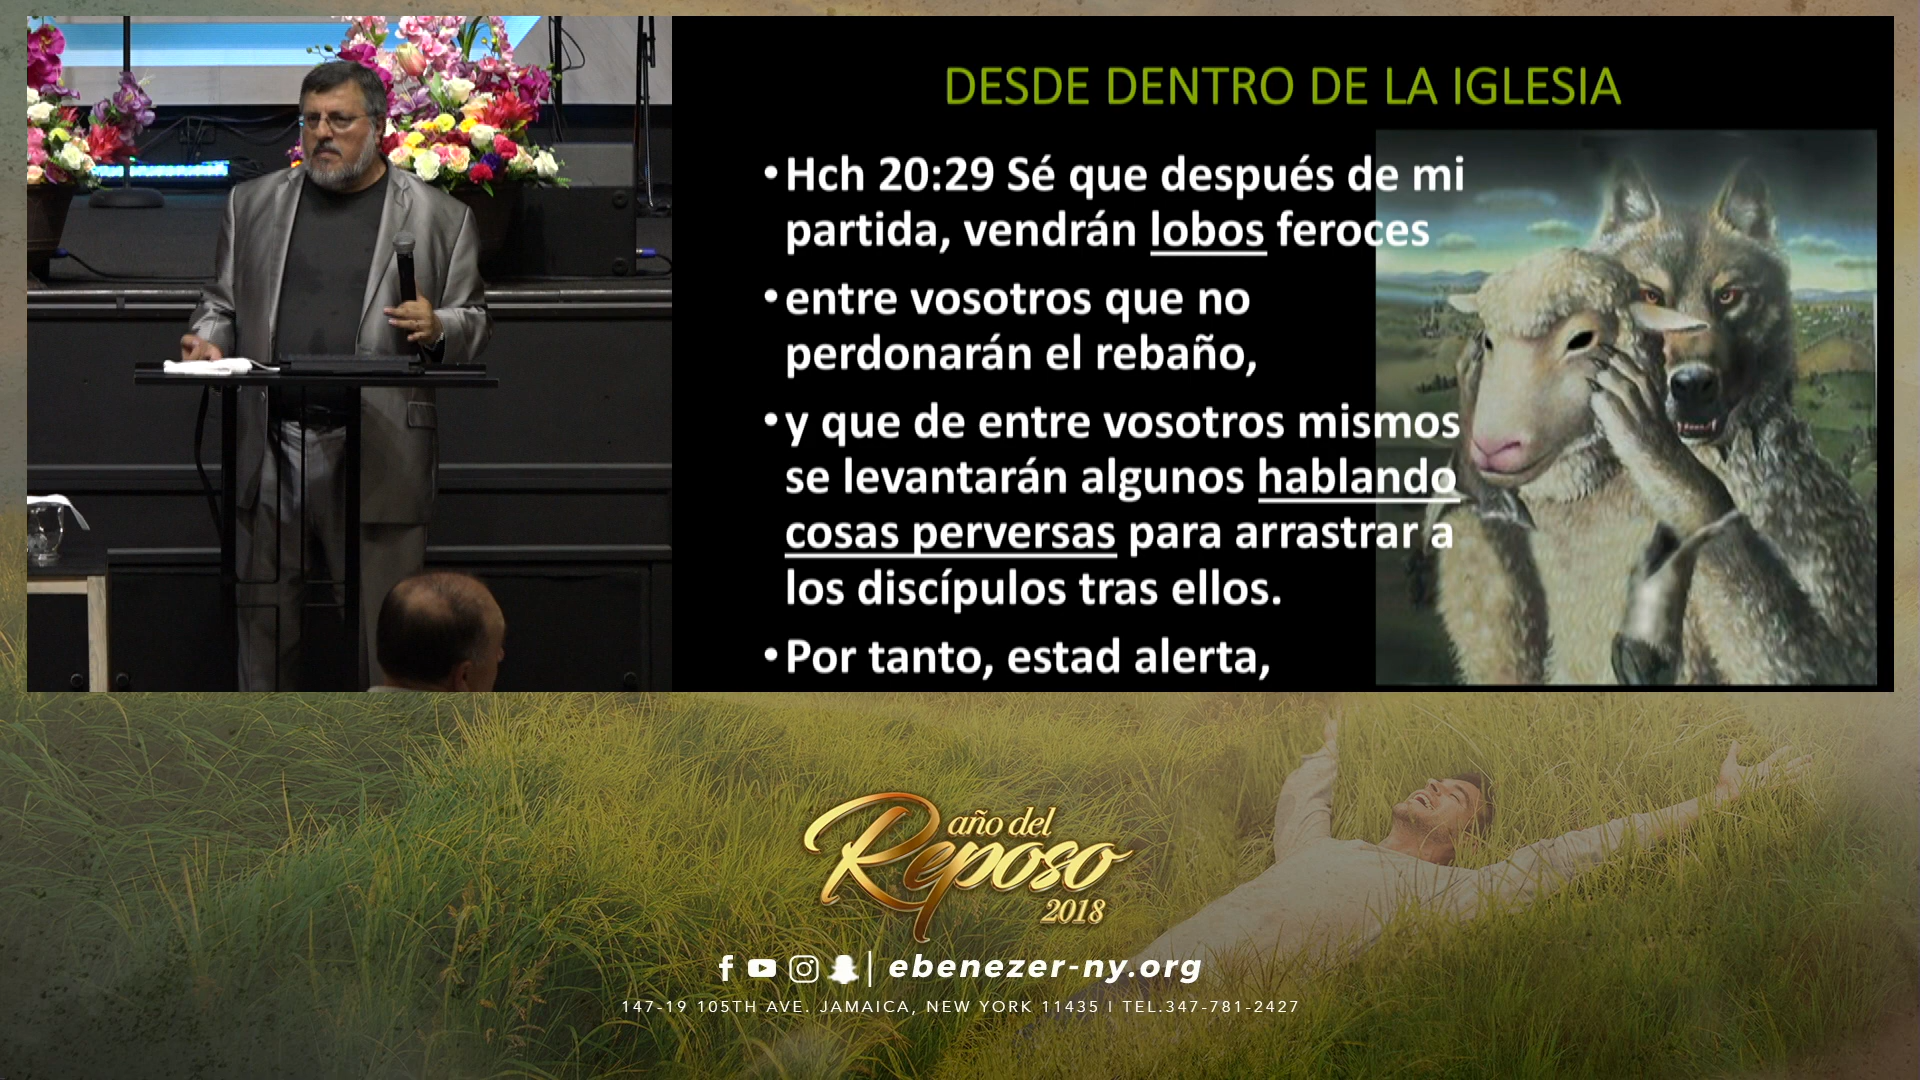 DESDE DENTRO DE LA IGLESIA
• Hch 20:29 Sé que después de mi
partida, vendrán lobos feroces
• entre vosotros que no
perdonarán el rebaño,
• y que de entre vosotros mismos
se levantarán algunos hablando
cosas perversas para arrastrar a
los discípulos tras ellos.
• Por tanto, estad alerta,
año del
Reposo
2018
ebenezer-ny.org
147-19 105TH AVE. JAMAICA, NEW YORK 11435 | TEL.347-781-2427